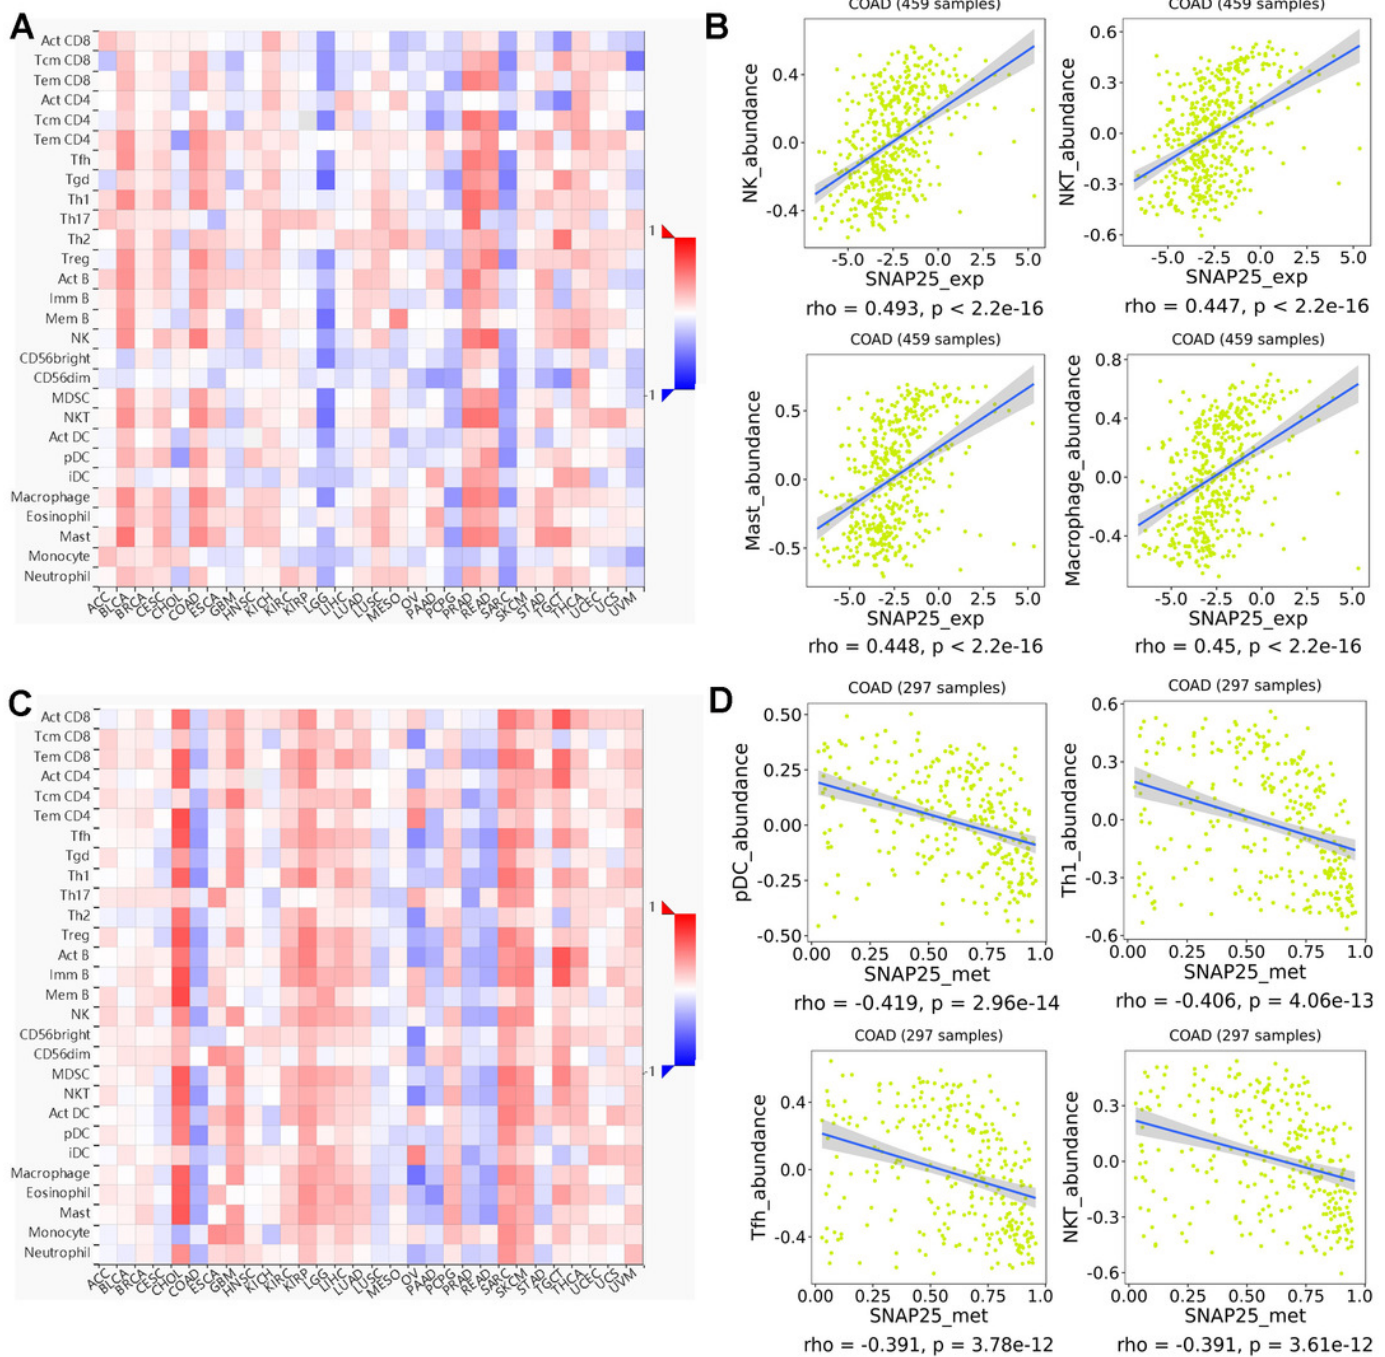 A
Act CD8
Tcm CD8
Tem CD8
Act CD4
Tcm CD4
Tem CD4
Tfh
Tgd
Th1
Th17
Th2
Treg
Act B
Imm B
Mem B
NK
CD56bright
CD56dim
MDSC
NKT
Act DC
pDC
iDC
Macrophage
Eosinophil
Mast
Monocyte
Neutrophil
ACC BLCA BRCA CESC CHOL COAD ESCA GBM HNSC KICH KIRC KIRP LGG LIHC LUAD LUSC MESO OV PAAD PCPG PRAD READ SARC SKCM STAD TGCT THCA UCEC UCS UVM
1
-1
B
COAD (459 samples)
NK_abundance
0.4
0.0
-0.4
-5.0 -2.5 0.0 2.5 5.0
SNAP25_exp
rho = 0.493, p < 2.2e-16
COAD (459 samples)
NKT_abundance
0.6
0.3
0.0
-0.3
-0.6
-5.0 -2.5 0.0 2.5 5.0
SNAP25_exp
rho = 0.447, p < 2.2e-16
COAD (459 samples)
Mast_abundance
0.5
0.0
-0.5
-5.0 -2.5 0.0 2.5 5.0
SNAP25_exp
rho = 0.448, p < 2.2e-16
COAD (459 samples)
Macrophage_abundance
0.8
0.4
0.0
-0.4
-5.0 -2.5 0.0 2.5 5.0
SNAP25_exp
rho = 0.45, p < 2.2e-16
C
Act CD8
Tcm CD8
Tem CD8
Act CD4
Tcm CD4
Tem CD4
Tfh
Tgd
Th1
Th17
Th2
Treg
Act B
Imm B
Mem B
NK
CD56bright
CD56dim
MDSC
NKT
Act DC
pDC
iDC
Macrophage
Eosinophil
Mast
Monocyte
Neutrophil
ACC BLCA BRCA CESC CHOL COAD ESCA GBM HNSC KICH KIRC KIRP LGG LIHC LUAD LUSC MESO OV PAAD PCPG PRAD READ SARC SKCM STAD TGCT THCA UCEC UCS UVM
1
-1
D
COAD (297 samples)
pDC_abundance
0.50
0.25
0.00
-0.25
-0.50
0.00 0.25 0.50 0.75 1.0
SNAP25_met
rho = -0.419, p = 2.96e-14
COAD (297 samples)
Th1_abundance
0.6
0.3
0.0
-0.3
-0.6
0.00 0.25 0.50 0.75 1.0
SNAP25_met
rho = -0.406, p = 4.06e-13
COAD (297 samples)
Tfh_abundance
0.4
0.0
-0.4
0.00 0.25 0.50 0.75 1.0
SNAP25_met
rho = -0.391, p = 3.78e-12
COAD (297 samples)
NKT_abundance
0.3
0.0
-0.3
-0.6
0.00 0.25 0.50 0.75 1.0
SNAP25_met
rho = -0.391, p = 3.61e-12